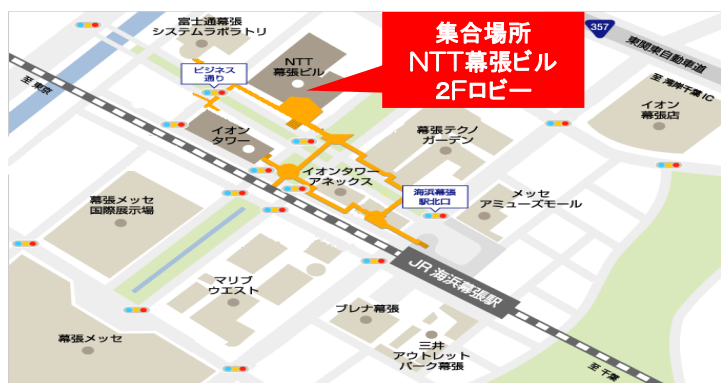 富士通幕張
システムラボラトリ
NTT
幕張ビル
集合場所
NTT幕張ビル
2Fロビー
357
東関東自動車道
至 湾岸千葉IC
イオン
幕張店
ビジネス
通り
至 東京
イオン
タワー
幕張テクノ
ガーデン
イオンタワー
アネックス
海浜幕張
駅北口
メッセ
アミューズモール
幕張メッセ
国際展示場
JR 海浜幕張駅
マリブ
ウエスト
プレナ幕張
幕張メッセ
三井
アウトレット
パーク幕張
至 千葉